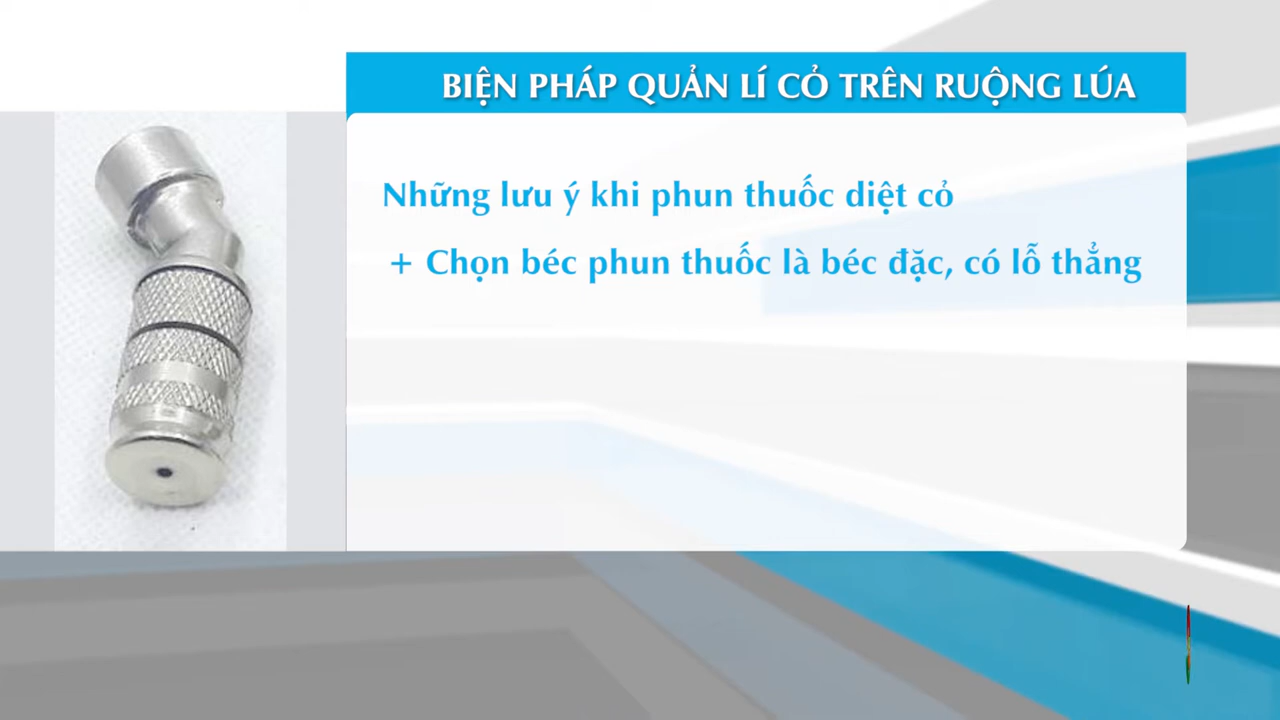 BIỆN PHÁP QUẢN LÍ CỎ TRÊN RUỘNG LÚA
Những lưu ý khi phun thuốc diệt cỏ
+ Chọn béc phun thuốc là béc đặc, có lỗ thẳng